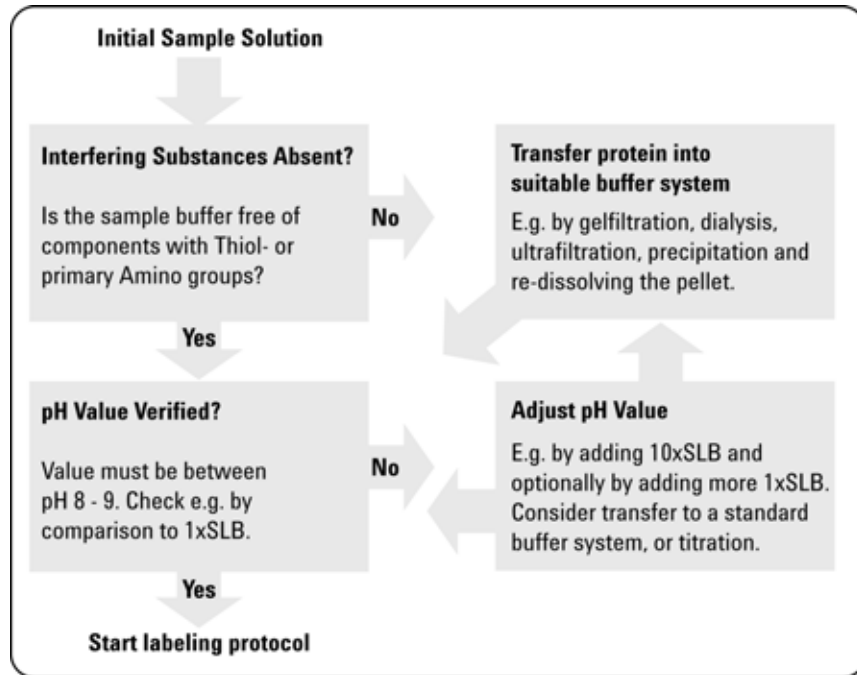 Initial Sample Solution
Interfering Substances Absent?
Is the sample buffer free of
components with Thiol- or
primary Amino groups?
No
Transfer protein into
suitable buffer system
E.g. by gelfiltration, dialysis,
ultrafiltration, precipitation and
re-dissolving the pellet.
Yes
pH Value Verified?
Value must be between
pH 8 - 9. Check e.g. by
comparison to 1xSLB.
No
Adjust pH Value
E.g. by adding 10xSLB and
optionally by adding more 1xSLB.
Consider transfer to a standard
buffer system, or titration.
Yes
Start labeling protocol